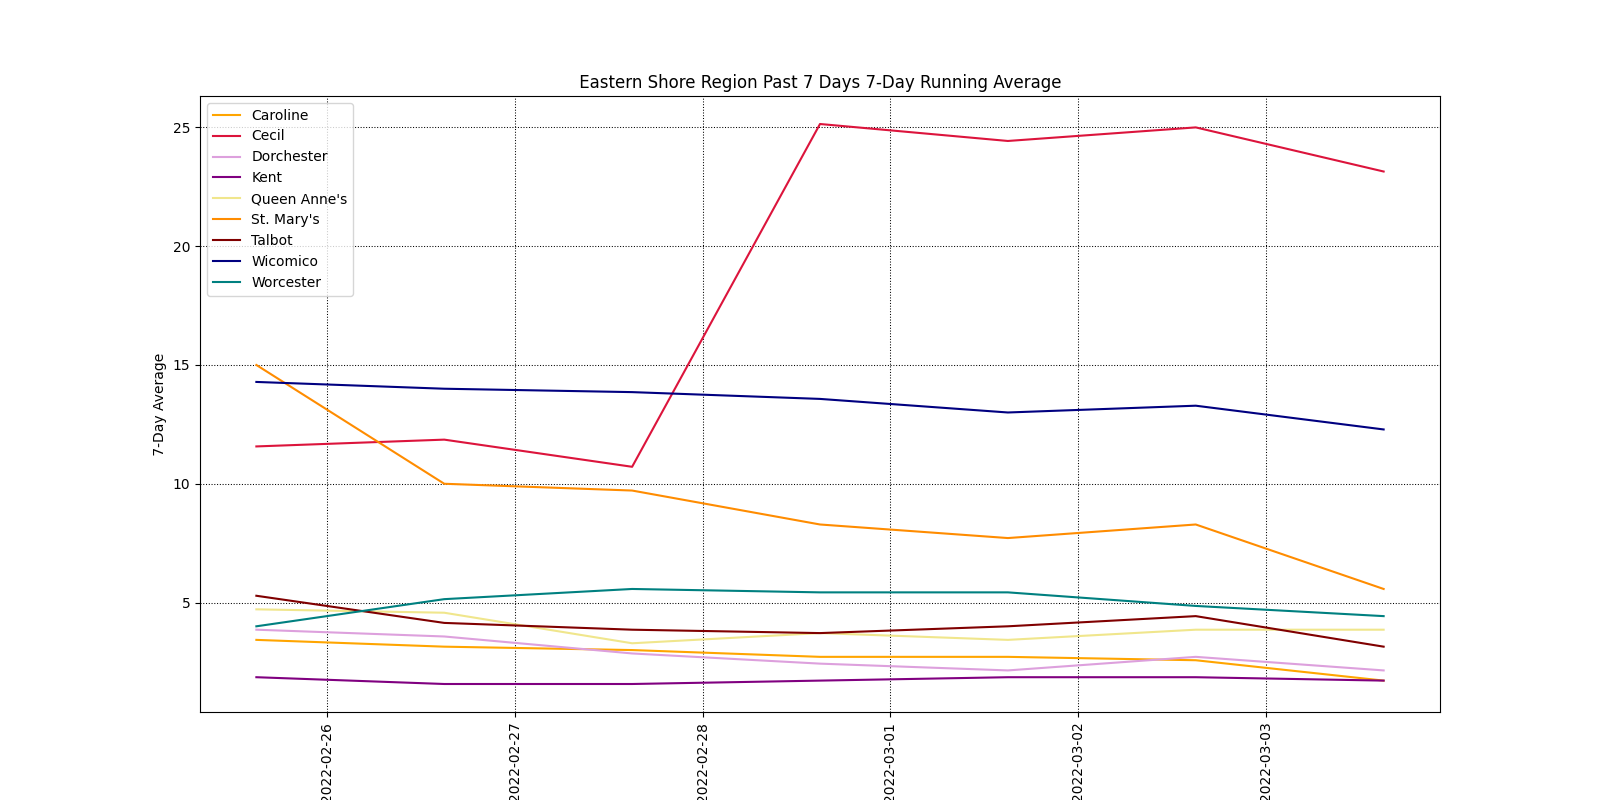 Eastern Shore Region Past 7 Days 7-Day Running Average
Caroline
Cecil
Dorchester
Kent
Queen Anne's
St. Mary's
Talbot
Wicomico
Worcester
7-Day Average
25
20
15
10
5
2022-02-26
2022-02-27
2022-02-28
2022-03-01
2022-03-02
2022-03-03